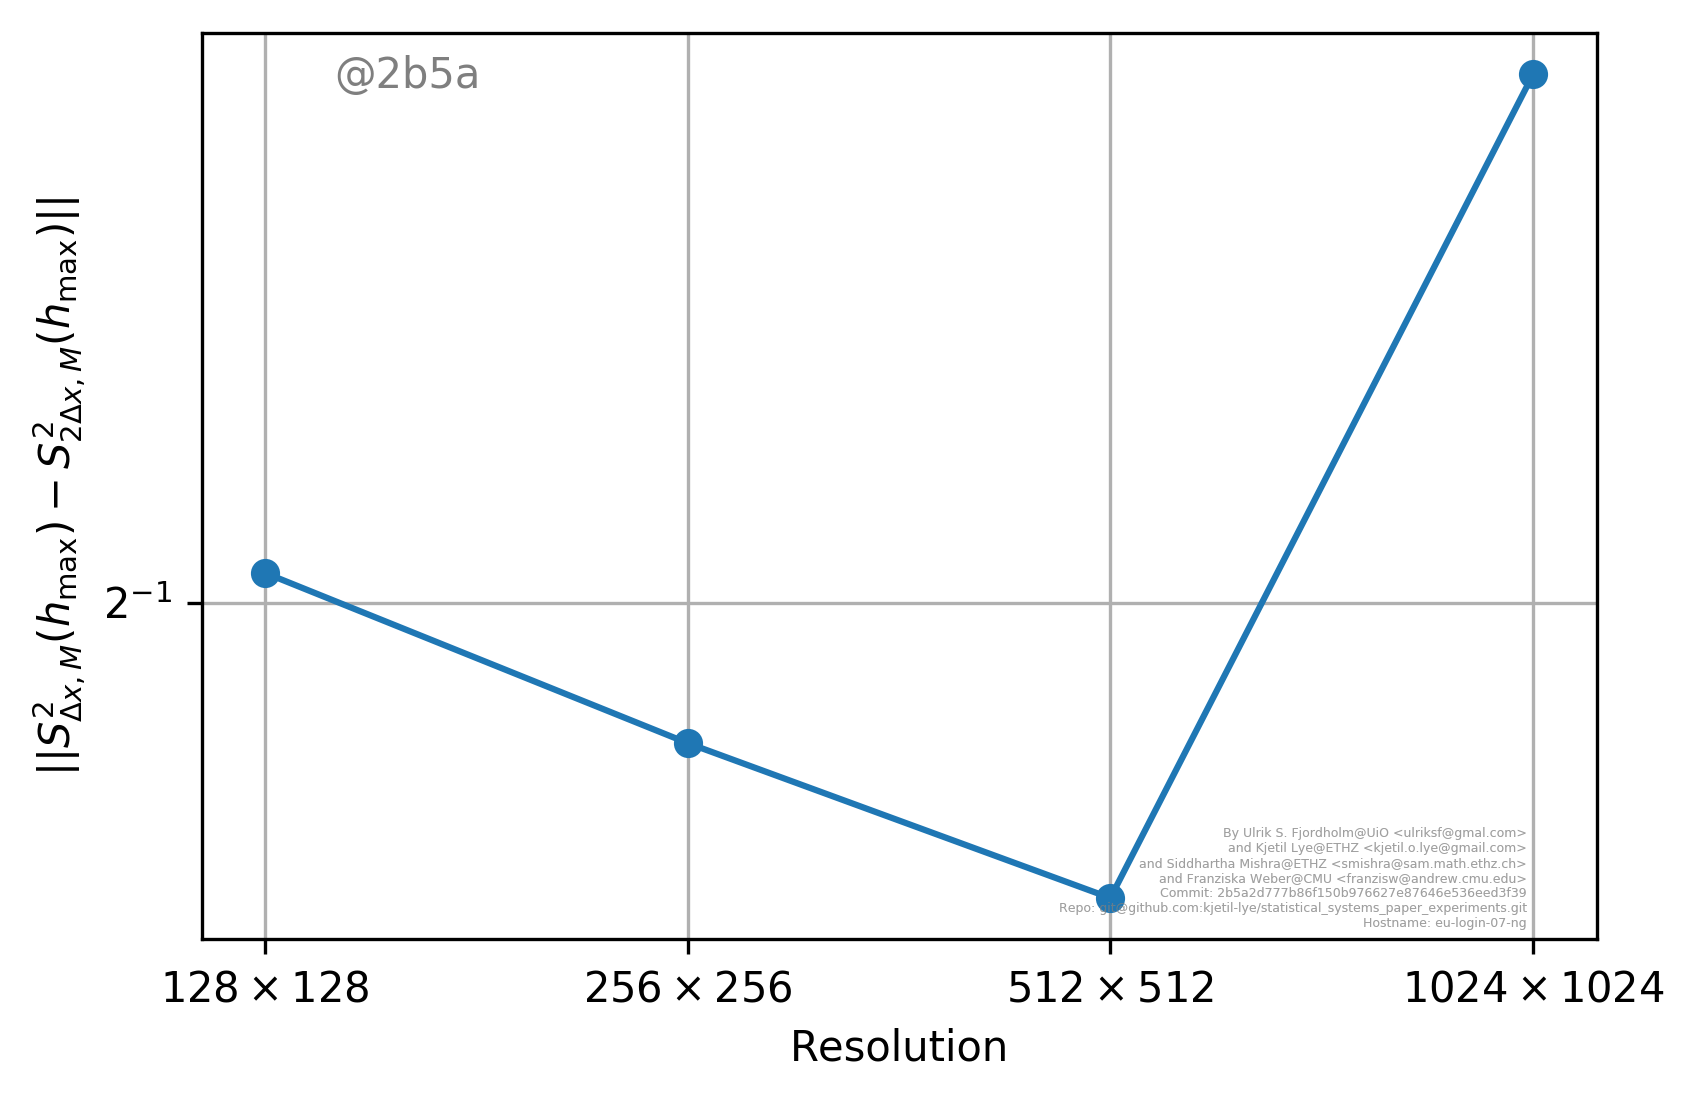 @2b5a
||S²_{Δx,M}(h_max) − S²_{2Δx,M}(h_max)||
2⁻¹
By Ulrik S. Fjordholm@UiO <ulriksf@gmal.com>
and Kjetil Lye@ETHZ <kjetil.o.lye@gmail.com>
and Siddhartha Mishra@ETHZ <smishra@sam.math.ethz.ch>
and Franziska Weber@CMU <franzisw@andrew.cmu.edu>
Commit: 2b5a2d777b86f150b976627e87646e536eed3f39
Repo: git@github.com:kjetil-lye/statistical_systems_paper_experiments.git
Hostname: eu-login-07-ng
128 × 128 256 × 256 512 × 512 1024 × 1024
Resolution